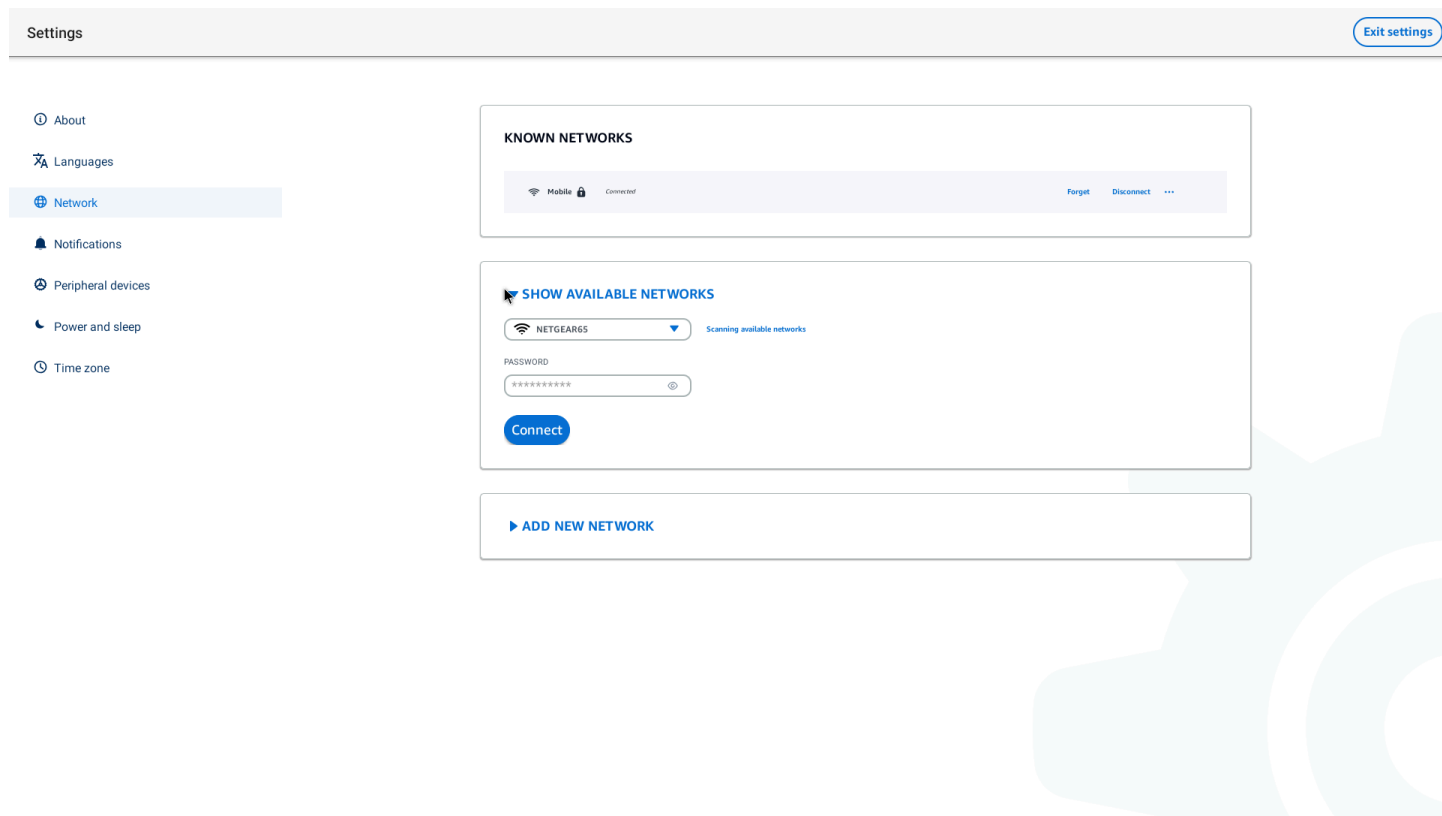 Settings
Exit settings
About
Languages
Network
Notifications
Peripheral devices
Power and sleep
Time zone
KNOWN NETWORKS
Mobile Connected Forget Disconnect ...
SHOW AVAILABLE NETWORKS
NETGEAR65 Scanning available networks
PASSWORD
**********
Connect
ADD NEW NETWORK